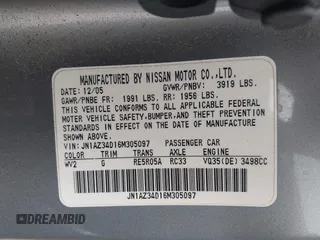 MANUFACTURED BY NISSAN MOTOR CO.,LTD.
DATE: 12/05 GVWR/PNBV: 3919 LBS.
GAWR/PNBE FR: 1991 LBS. RR: 1956 LBS.
THIS VEHICLE CONFORMS TO ALL APPLICABLE FEDERAL
MOTOR VEHICLE SAFETY,BUMPER,AND THEFT PREVENTION
STANDARDS IN EFFECT ON THE DATE OF MANUFACTURE
SHOWN ABOVE.
VIN: JN1AZ34D16M305097 PASSENGER CAR
COLOR TRIM TRANS AXLE ENGINE
WV2 G RE5R05A RC33 VQ35(DE) 3498CC
JN1AZ34D16M305097
DREAMBID